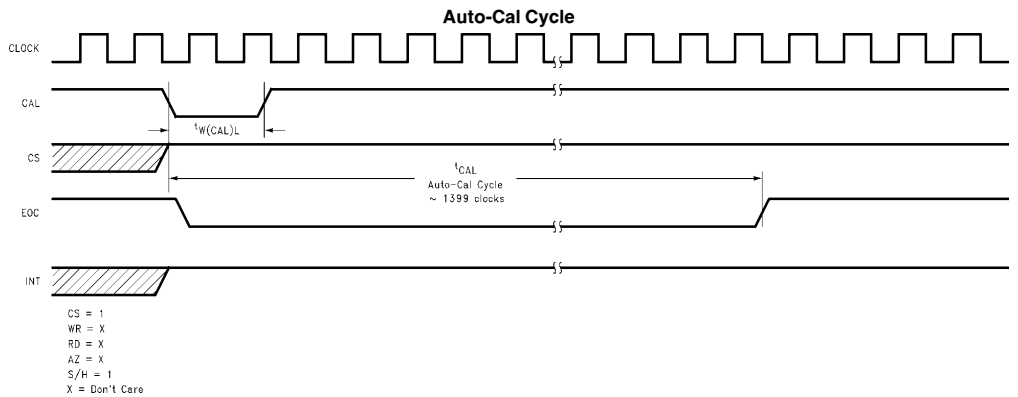 Auto-Cal Cycle
CLOCK
CAL
tW(CAL)L
CS
tCAL
Auto-Cal Cycle
~ 1399 clocks
EOC
INT
CS = 1
WR = X
RD = X
AZ = X
S/H = 1
X = Don't Care